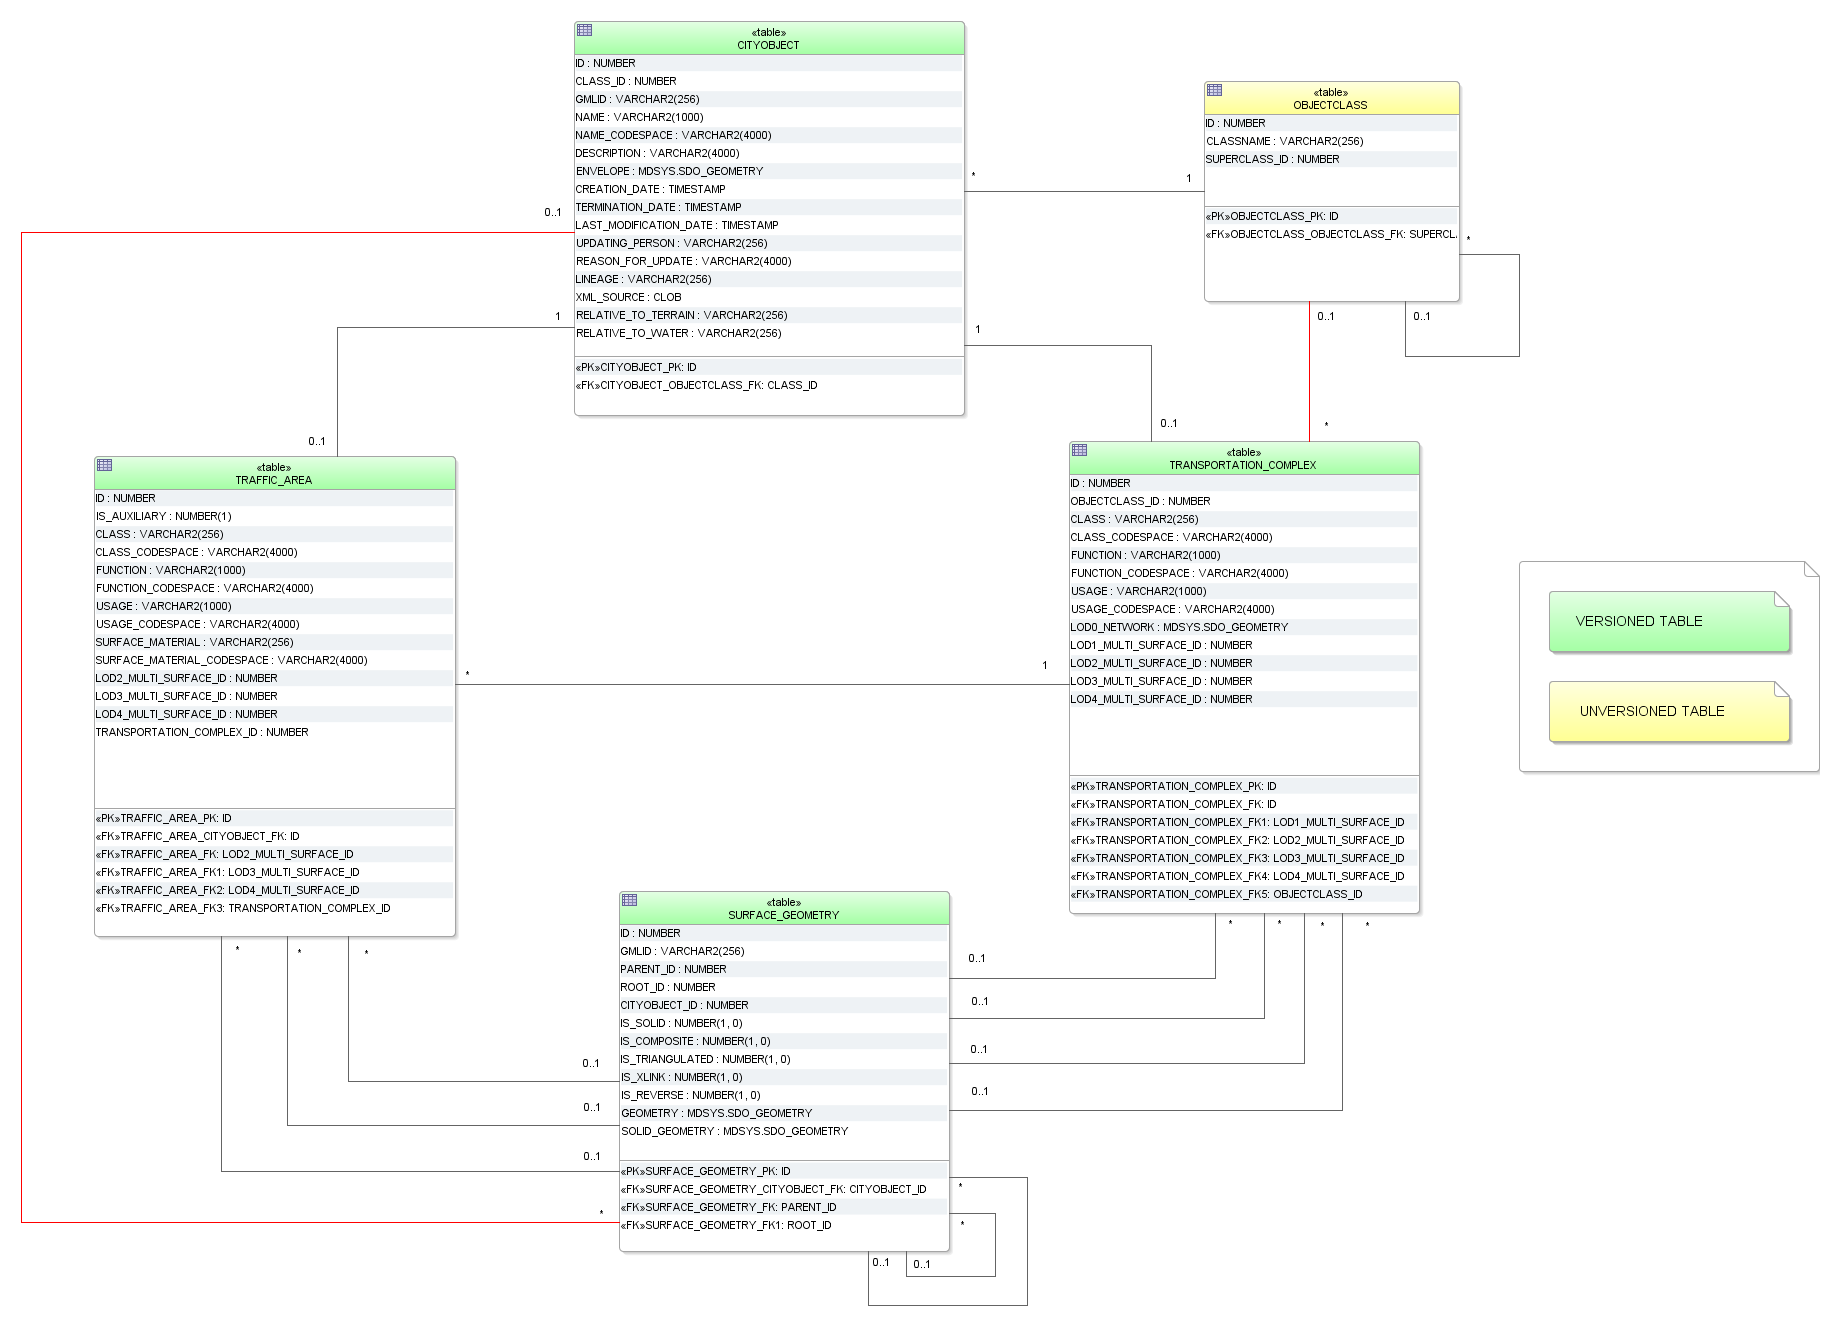 «table»
CITYOBJECT
ID : NUMBER
CLASS_ID : NUMBER
GMLID : VARCHAR2(256)
NAME : VARCHAR2(1000)
NAME_CODESPACE : VARCHAR2(4000)
DESCRIPTION : VARCHAR2(4000)
ENVELOPE : MDSYS.SDO_GEOMETRY
CREATION_DATE : TIMESTAMP
TERMINATION_DATE : TIMESTAMP
LAST_MODIFICATION_DATE : TIMESTAMP
UPDATING_PERSON : VARCHAR2(256)
REASON_FOR_UPDATE : VARCHAR2(4000)
LINEAGE : VARCHAR2(256)
XML_SOURCE : CLOB
RELATIVE_TO_TERRAIN : VARCHAR2(256)
RELATIVE_TO_WATER : VARCHAR2(256)
«PK»CITYOBJECT_PK: ID
«FK»CITYOBJECT_OBJECTCLASS_FK: CLASS_ID
«table»
OBJECTCLASS
ID : NUMBER
CLASSNAME : VARCHAR2(256)
SUPERCLASS_ID : NUMBER
«PK»OBJECTCLASS_PK: ID
«FK»OBJECTCLASS_OBJECTCLASS_FK: SUPERCL
*
1
0..1
1
1
*
0..1
0..1
0..1
0..1
*
«table»
TRAFFIC_AREA
ID : NUMBER
IS_AUXILIARY : NUMBER(1)
CLASS : VARCHAR2(256)
CLASS_CODESPACE : VARCHAR2(4000)
FUNCTION : VARCHAR2(1000)
FUNCTION_CODESPACE : VARCHAR2(4000)
USAGE : VARCHAR2(1000)
USAGE_CODESPACE : VARCHAR2(4000)
SURFACE_MATERIAL : VARCHAR2(256)
SURFACE_MATERIAL_CODESPACE : VARCHAR2(4000)
LOD2_MULTI_SURFACE_ID : NUMBER
LOD3_MULTI_SURFACE_ID : NUMBER
LOD4_MULTI_SURFACE_ID : NUMBER
TRANSPORTATION_COMPLEX_ID : NUMBER
«PK»TRAFFIC_AREA_PK: ID
«FK»TRAFFIC_AREA_CITYOBJECT_FK: ID
«FK»TRAFFIC_AREA_FK: LOD2_MULTI_SURFACE_ID
«FK»TRAFFIC_AREA_FK1: LOD3_MULTI_SURFACE_ID
«FK»TRAFFIC_AREA_FK2: LOD4_MULTI_SURFACE_ID
«FK»TRAFFIC_AREA_FK3: TRANSPORTATION_COMPLEX_ID
*
1
«table»
TRANSPORTATION_COMPLEX
ID : NUMBER
OBJECTCLASS_ID : NUMBER
CLASS : VARCHAR2(256)
CLASS_CODESPACE : VARCHAR2(4000)
FUNCTION : VARCHAR2(1000)
FUNCTION_CODESPACE : VARCHAR2(4000)
USAGE : VARCHAR2(1000)
USAGE_CODESPACE : VARCHAR2(4000)
LOD0_NETWORK : MDSYS.SDO_GEOMETRY
LOD1_MULTI_SURFACE_ID : NUMBER
LOD2_MULTI_SURFACE_ID : NUMBER
LOD3_MULTI_SURFACE_ID : NUMBER
LOD4_MULTI_SURFACE_ID : NUMBER
«PK»TRANSPORTATION_COMPLEX_PK: ID
«FK»TRANSPORTATION_COMPLEX_FK: ID
«FK»TRANSPORTATION_COMPLEX_FK1: LOD1_MULTI_SURFACE_ID
«FK»TRANSPORTATION_COMPLEX_FK2: LOD2_MULTI_SURFACE_ID
«FK»TRANSPORTATION_COMPLEX_FK3: LOD3_MULTI_SURFACE_ID
«FK»TRANSPORTATION_COMPLEX_FK4: LOD4_MULTI_SURFACE_ID
«FK»TRANSPORTATION_COMPLEX_FK5: OBJECTCLASS_ID
VERSIONED TABLE
UNVERSIONED TABLE
* * *
* * * *
«table»
SURFACE_GEOMETRY
ID : NUMBER
GMLID : VARCHAR2(256)
PARENT_ID : NUMBER
ROOT_ID : NUMBER
CITYOBJECT_ID : NUMBER
IS_SOLID : NUMBER(1, 0)
IS_COMPOSITE : NUMBER(1, 0)
IS_TRIANGULATED : NUMBER(1, 0)
IS_XLINK : NUMBER(1, 0)
IS_REVERSE : NUMBER(1, 0)
GEOMETRY : MDSYS.SDO_GEOMETRY
SOLID_GEOMETRY : MDSYS.SDO_GEOMETRY
«PK»SURFACE_GEOMETRY_PK: ID
«FK»SURFACE_GEOMETRY_CITYOBJECT_FK: CITYOBJECT_ID
«FK»SURFACE_GEOMETRY_FK: PARENT_ID
«FK»SURFACE_GEOMETRY_FK1: ROOT_ID
0..1
0..1
0..1
0..1
0..1
0..1
0..1
*
*
*
0..1
0..1